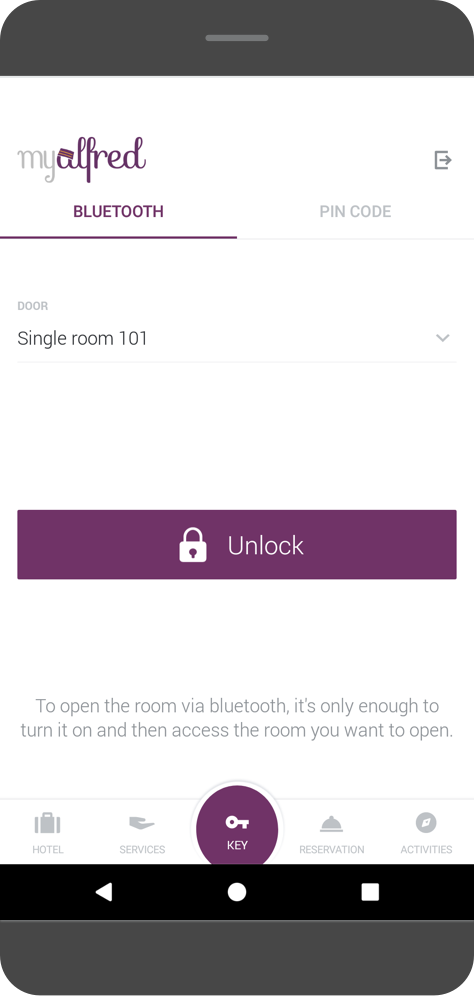 myalfred
BLUETOOTH
PIN CODE
DOOR
Single room 101
Unlock
To open the room via bluetooth, it's only enough to
turn it on and then access the room you want to open.
HOTEL
SERVICES
KEY
RESERVATION
ACTIVITIES